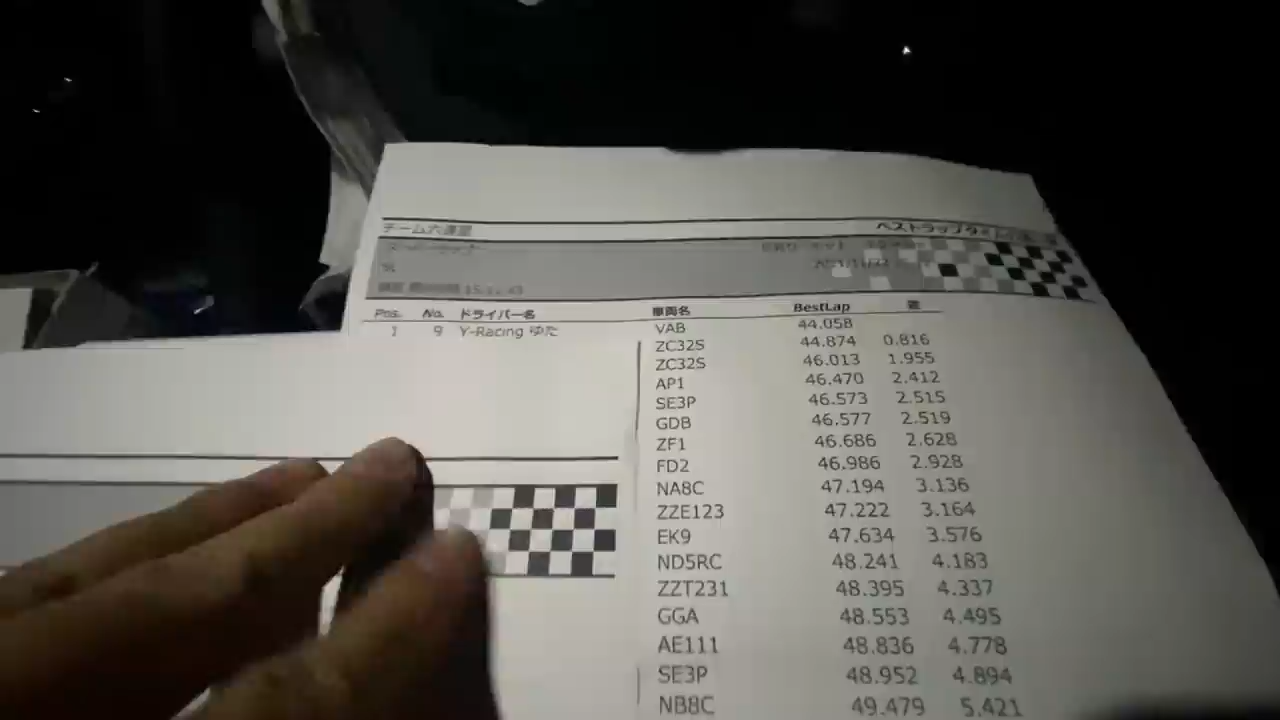 チーム六連星
ベストラップタイム
Pos. No. ドライバー名 車両名 BestLap 差
1 9 Y-Racing ゆた VAB 44.058
ZC32S 44.874 0.816
ZC32S 46.013 1.955
AP1 46.470 2.412
SE3P 46.573 2.515
GDB 46.577 2.519
ZF1 46.686 2.628
FD2 46.986 2.928
NA8C 47.194 3.136
ZZE123 47.222 3.164
EK9 47.634 3.576
ND5RC 48.241 4.183
ZZT231 48.395 4.337
GGA 48.553 4.495
AE111 48.836 4.778
SE3P 48.952 4.894
NB8C 49.479 5.421